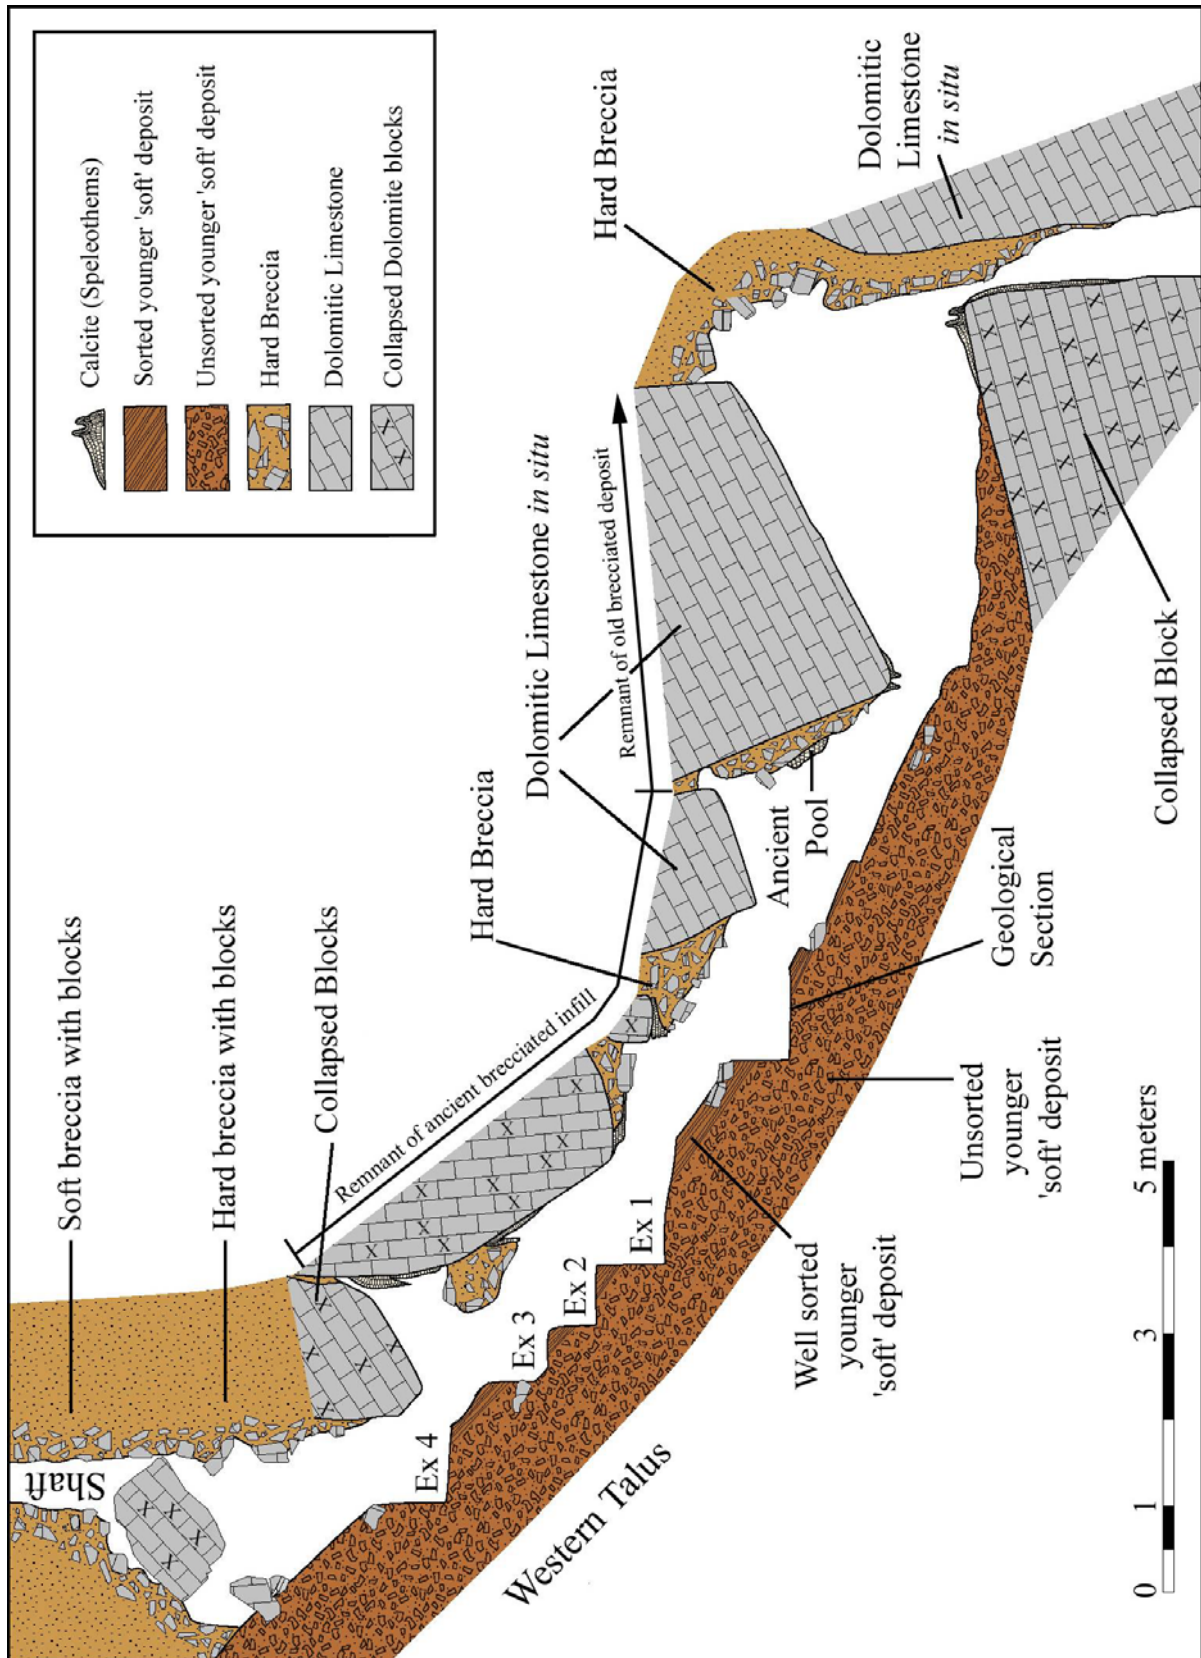 Shaft
Soft breccia with blocks
Hard breccia with blocks
Collapsed Blocks
Remnant of ancient brecciated infill
Hard Breccia
Dolomitic Limestone in situ
Remnant of old brecciated deposit
Hard Breccia
Dolomitic
Limestone
in situ
Calcite (Speleothems)
Sorted younger 'soft' deposit
Unsorted younger 'soft' deposit
Hard Breccia
Dolomitic Limestone
Collapsed Dolomite blocks
Ex 4
Ex 3
Ex 2
Ex 1
Ancient
Pool
Western Talus
Well sorted
younger
'soft' deposit
Unsorted
younger
'soft' deposit
Geological
Section
Collapsed Block
0 1 3 5 meters